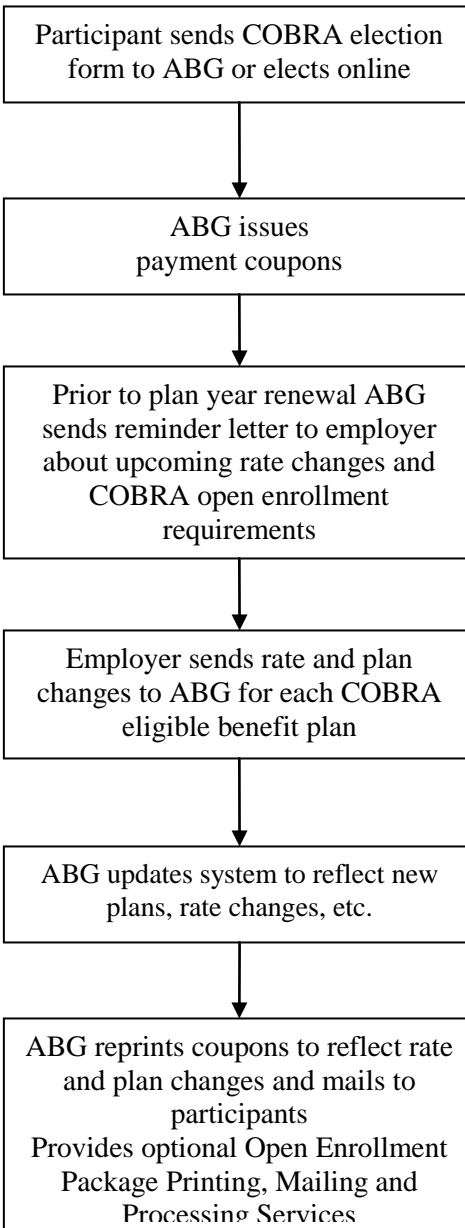 Participant sends COBRA election
form to ABG or elects online
ABG issues
payment coupons
Prior to plan year renewal ABG
sends reminder letter to employer
about upcoming rate changes and
COBRA open enrollment
requirements
Employer sends rate and plan
changes to ABG for each COBRA
eligible benefit plan
ABG updates system to reflect new
plans, rate changes, etc.
ABG reprints coupons to reflect rate
and plan changes and mails to
participants
Provides optional Open Enrollment
Package Printing, Mailing and
Processing Services